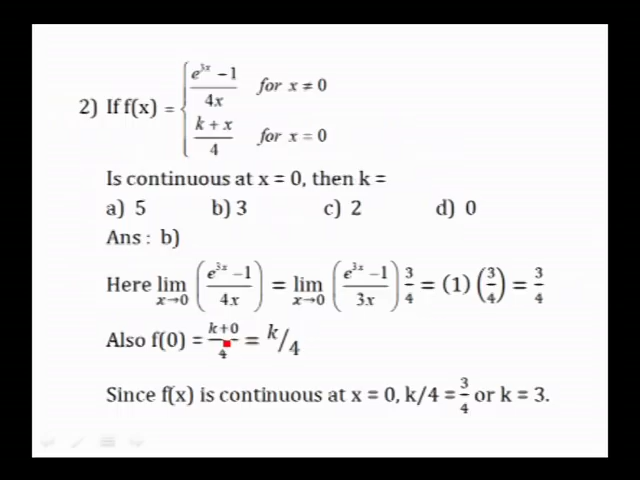 2) If f(x) = { (e^{3x} − 1)/(4x) for x ≠ 0
(k + x)/4 for x = 0
Is continuous at x = 0, then k =
a) 5 b) 3 c) 2 d) 0
Ans : b)
Here lim_{x→0} ((e^{3x} −1)/(4x)) = lim_{x→0} ((e^{3x} −1)/(3x)) 3/4 = (1) (3/4) = 3/4
Also f(0) = (k+0)/4 = k/4
Since f(x) is continuous at x = 0, k/4 = 3/4 or k = 3.